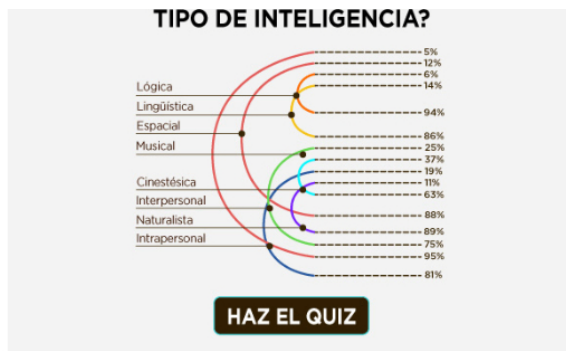 TIPO DE INTELIGENCIA?
Lógica
Lingüística
Espacial
Musical
Cinestésica
Interpersonal
Naturalista
Intrapersonal
5%
12%
6%
14%
94%
86%
25%
37%
19%
11%
63%
88%
89%
75%
95%
81%
HAZ EL QUIZ